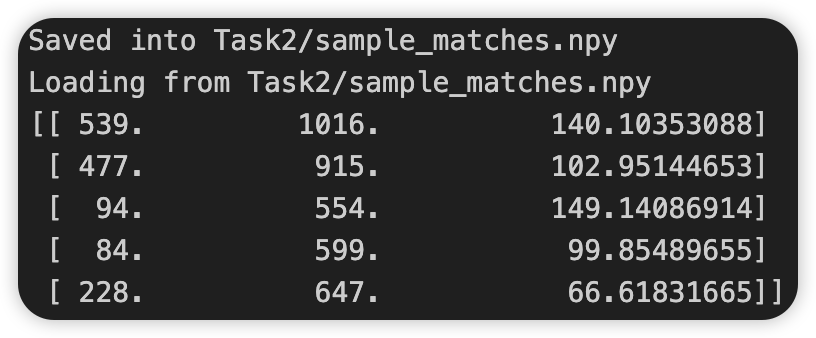 Saved into Task2/sample_matches.npy
Loading from Task2/sample_matches.npy
[[ 539.         1016.          140.10353088]
 [ 477.          915.          102.95144653]
 [  94.          554.          149.14086914]
 [  84.          599.           99.85489655]
 [ 228.          647.           66.61831665]]